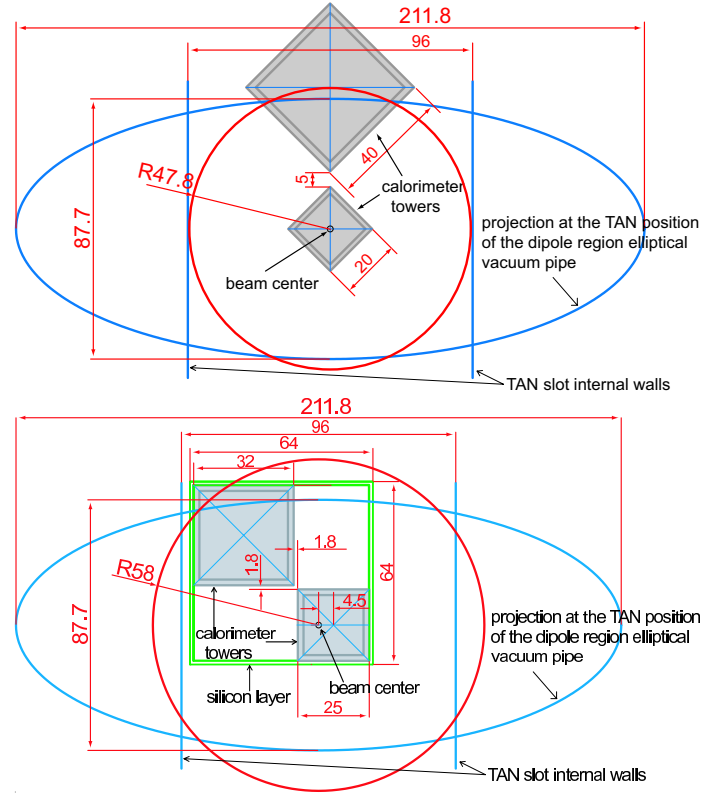 211.8
96
40
R47.8
5
calorimeter
towers
87.7
projection at the TAN position
of the dipole region elliptical
vacuum pipe
20
beam center
TAN slot internal walls
211.8
96
64
32
1.8
1.8
R58
64
4.5
87.7
projection at the TAN position
of the dipole region elliptical
vacuum pipe
calorimeter
towers
beam center
silicon layer
25
TAN slot internal walls